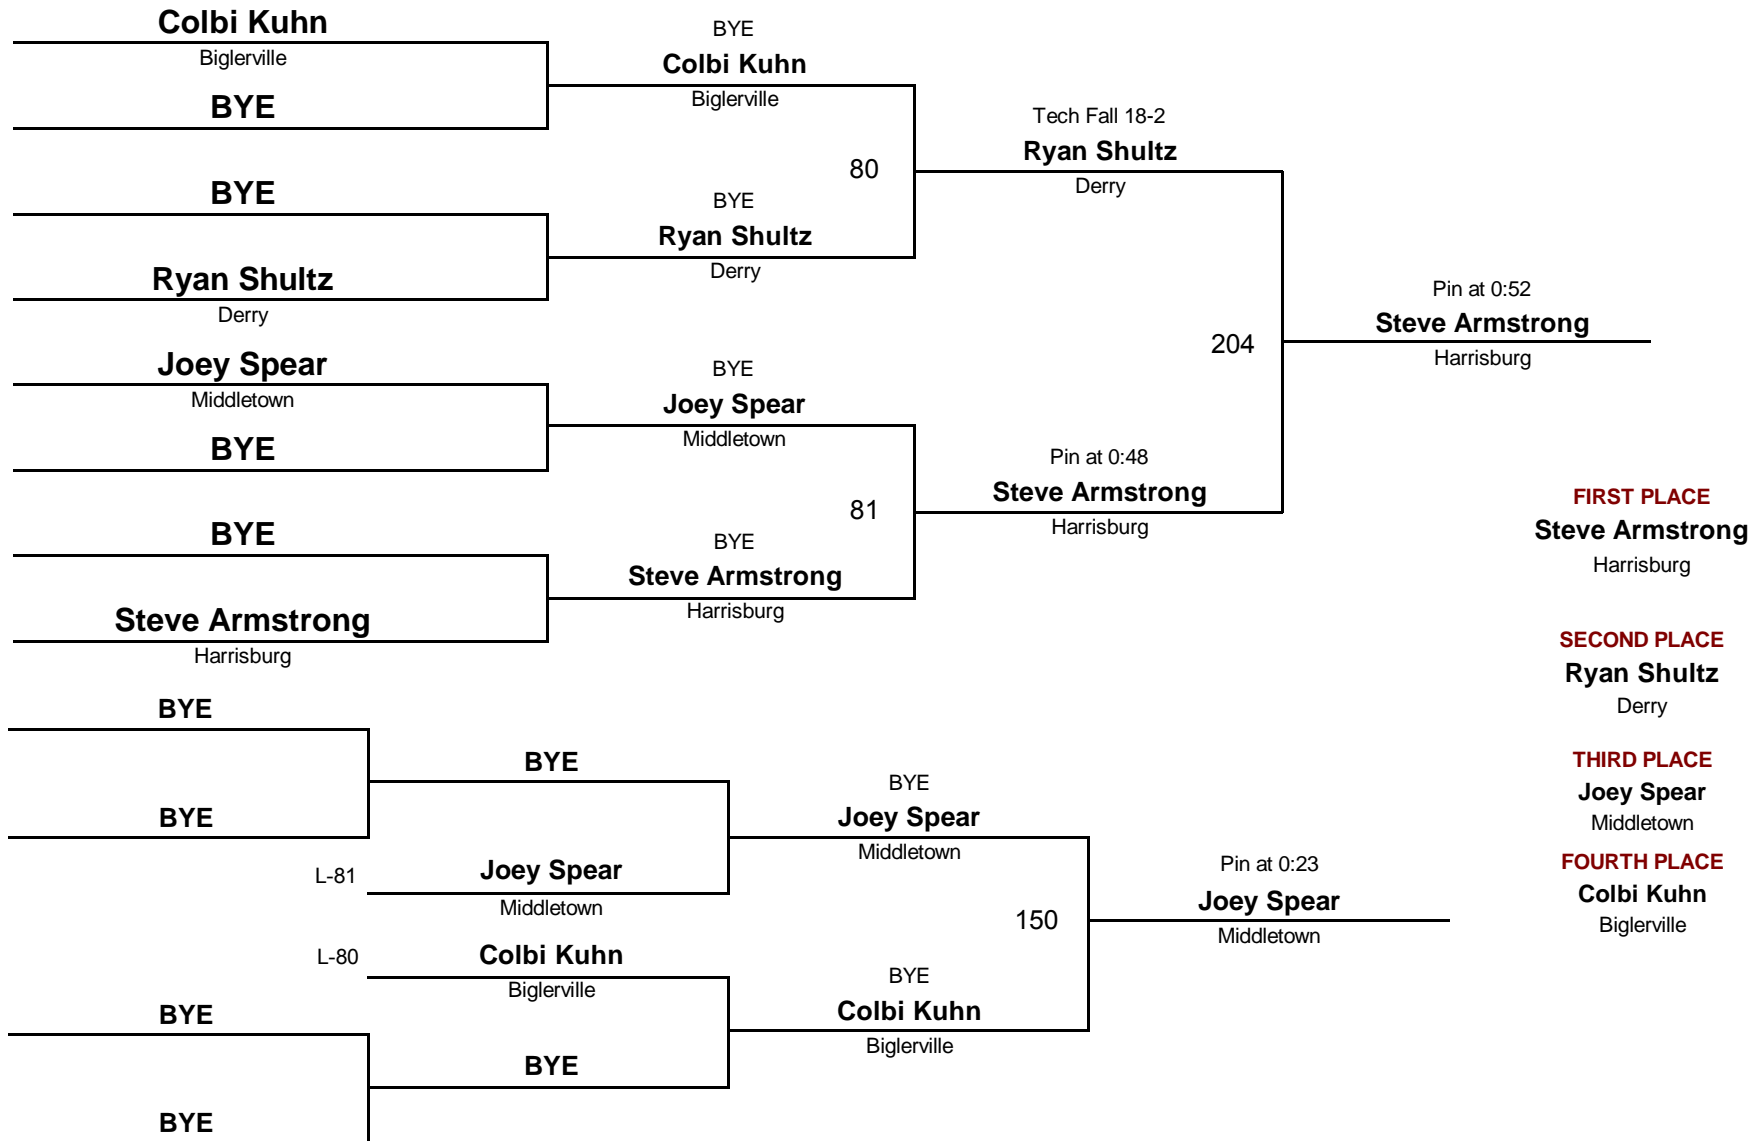 Colbi Kuhn
Biglerville
BYE
BYE
Ryan Shultz
Derry
Joey Spear
Middletown
BYE
BYE
Steve Armstrong
Harrisburg
BYE
Colbi Kuhn
Biglerville
80
BYE
Ryan Shultz
Derry
BYE
Joey Spear
Middletown
81
BYE
Steve Armstrong
Harrisburg
Tech Fall 18-2
Ryan Shultz
Derry
204
Pin at 0:48
Steve Armstrong
Harrisburg
Pin at 0:52
Steve Armstrong
Harrisburg
FIRST PLACE
Steve Armstrong
Harrisburg
SECOND PLACE
Ryan Shultz
Derry
THIRD PLACE
Joey Spear
Middletown
FOURTH PLACE
Colbi Kuhn
Biglerville
BYE
BYE
BYE
L-81
Joey Spear
Middletown
L-80
Colbi Kuhn
Biglerville
BYE
BYE
BYE
BYE
Joey Spear
Middletown
150
BYE
Colbi Kuhn
Biglerville
Pin at 0:23
Joey Spear
Middletown